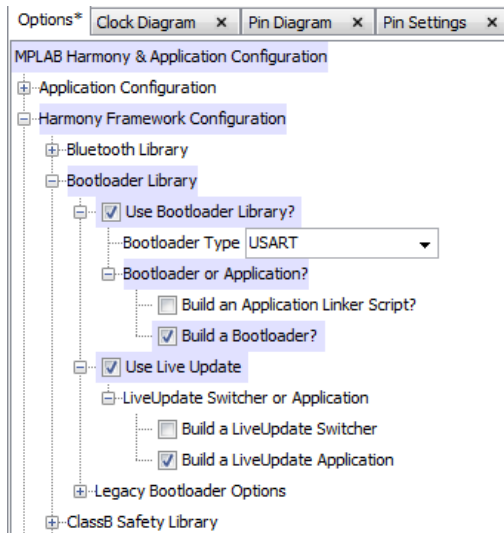 Options* Clock Diagram x Pin Diagram x Pin Settings x
MPLAB Harmony & Application Configuration
Application Configuration
Harmony Framework Configuration
Bluetooth Library
Bootloader Library
Use Bootloader Library?
Bootloader Type USART
Bootloader or Application?
Build an Application Linker Script?
Build a Bootloader?
Use Live Update
LiveUpdate Switcher or Application
Build a LiveUpdate Switcher
Build a LiveUpdate Application
Legacy Bootloader Options
ClassB Safety Library